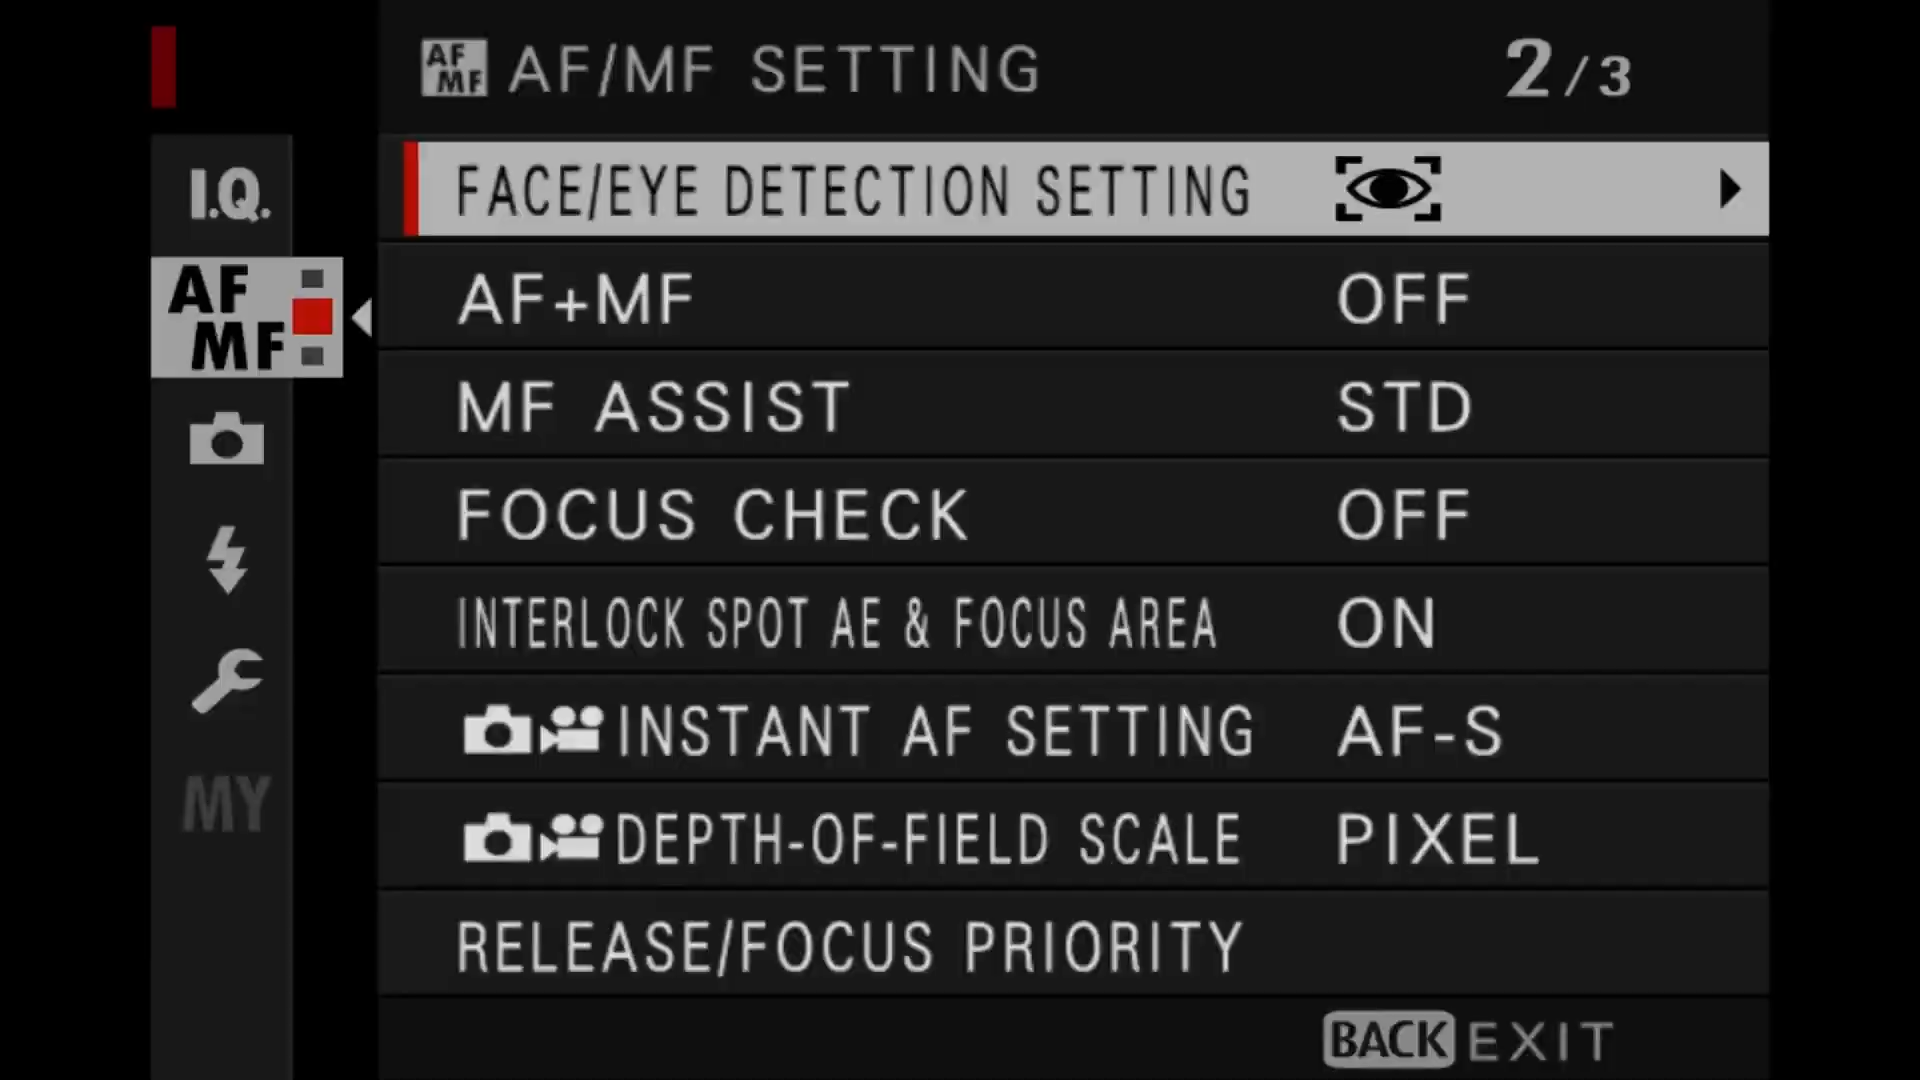 AF MF AF/MF SETTING 2/3
I.Q.
FACE/EYE DETECTION SETTING
AF MF
AF+MF OFF
MF ASSIST STD
FOCUS CHECK OFF
INTERLOCK SPOT AE & FOCUS AREA ON
INSTANT AF SETTING AF-S
MY
DEPTH-OF-FIELD SCALE PIXEL
RELEASE/FOCUS PRIORITY
BACK EXIT